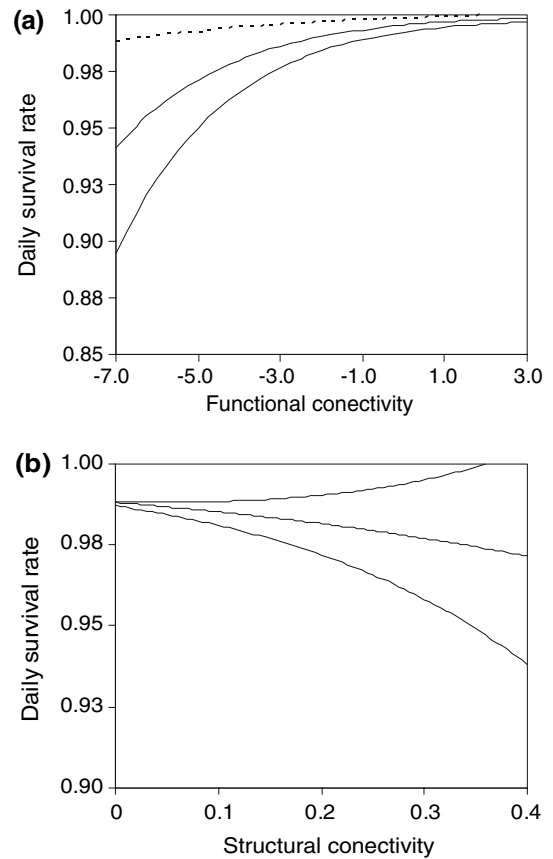 (a)
1.00
0.98
0.95
0.93
0.90
0.88
0.85
Daily survival rate
-7.0 -5.0 -3.0 -1.0 1.0 3.0
Functional conectivity
(b)
1.00
0.98
0.95
0.93
0.90
Daily survival rate
0 0.1 0.2 0.3 0.4
Structural conectivity